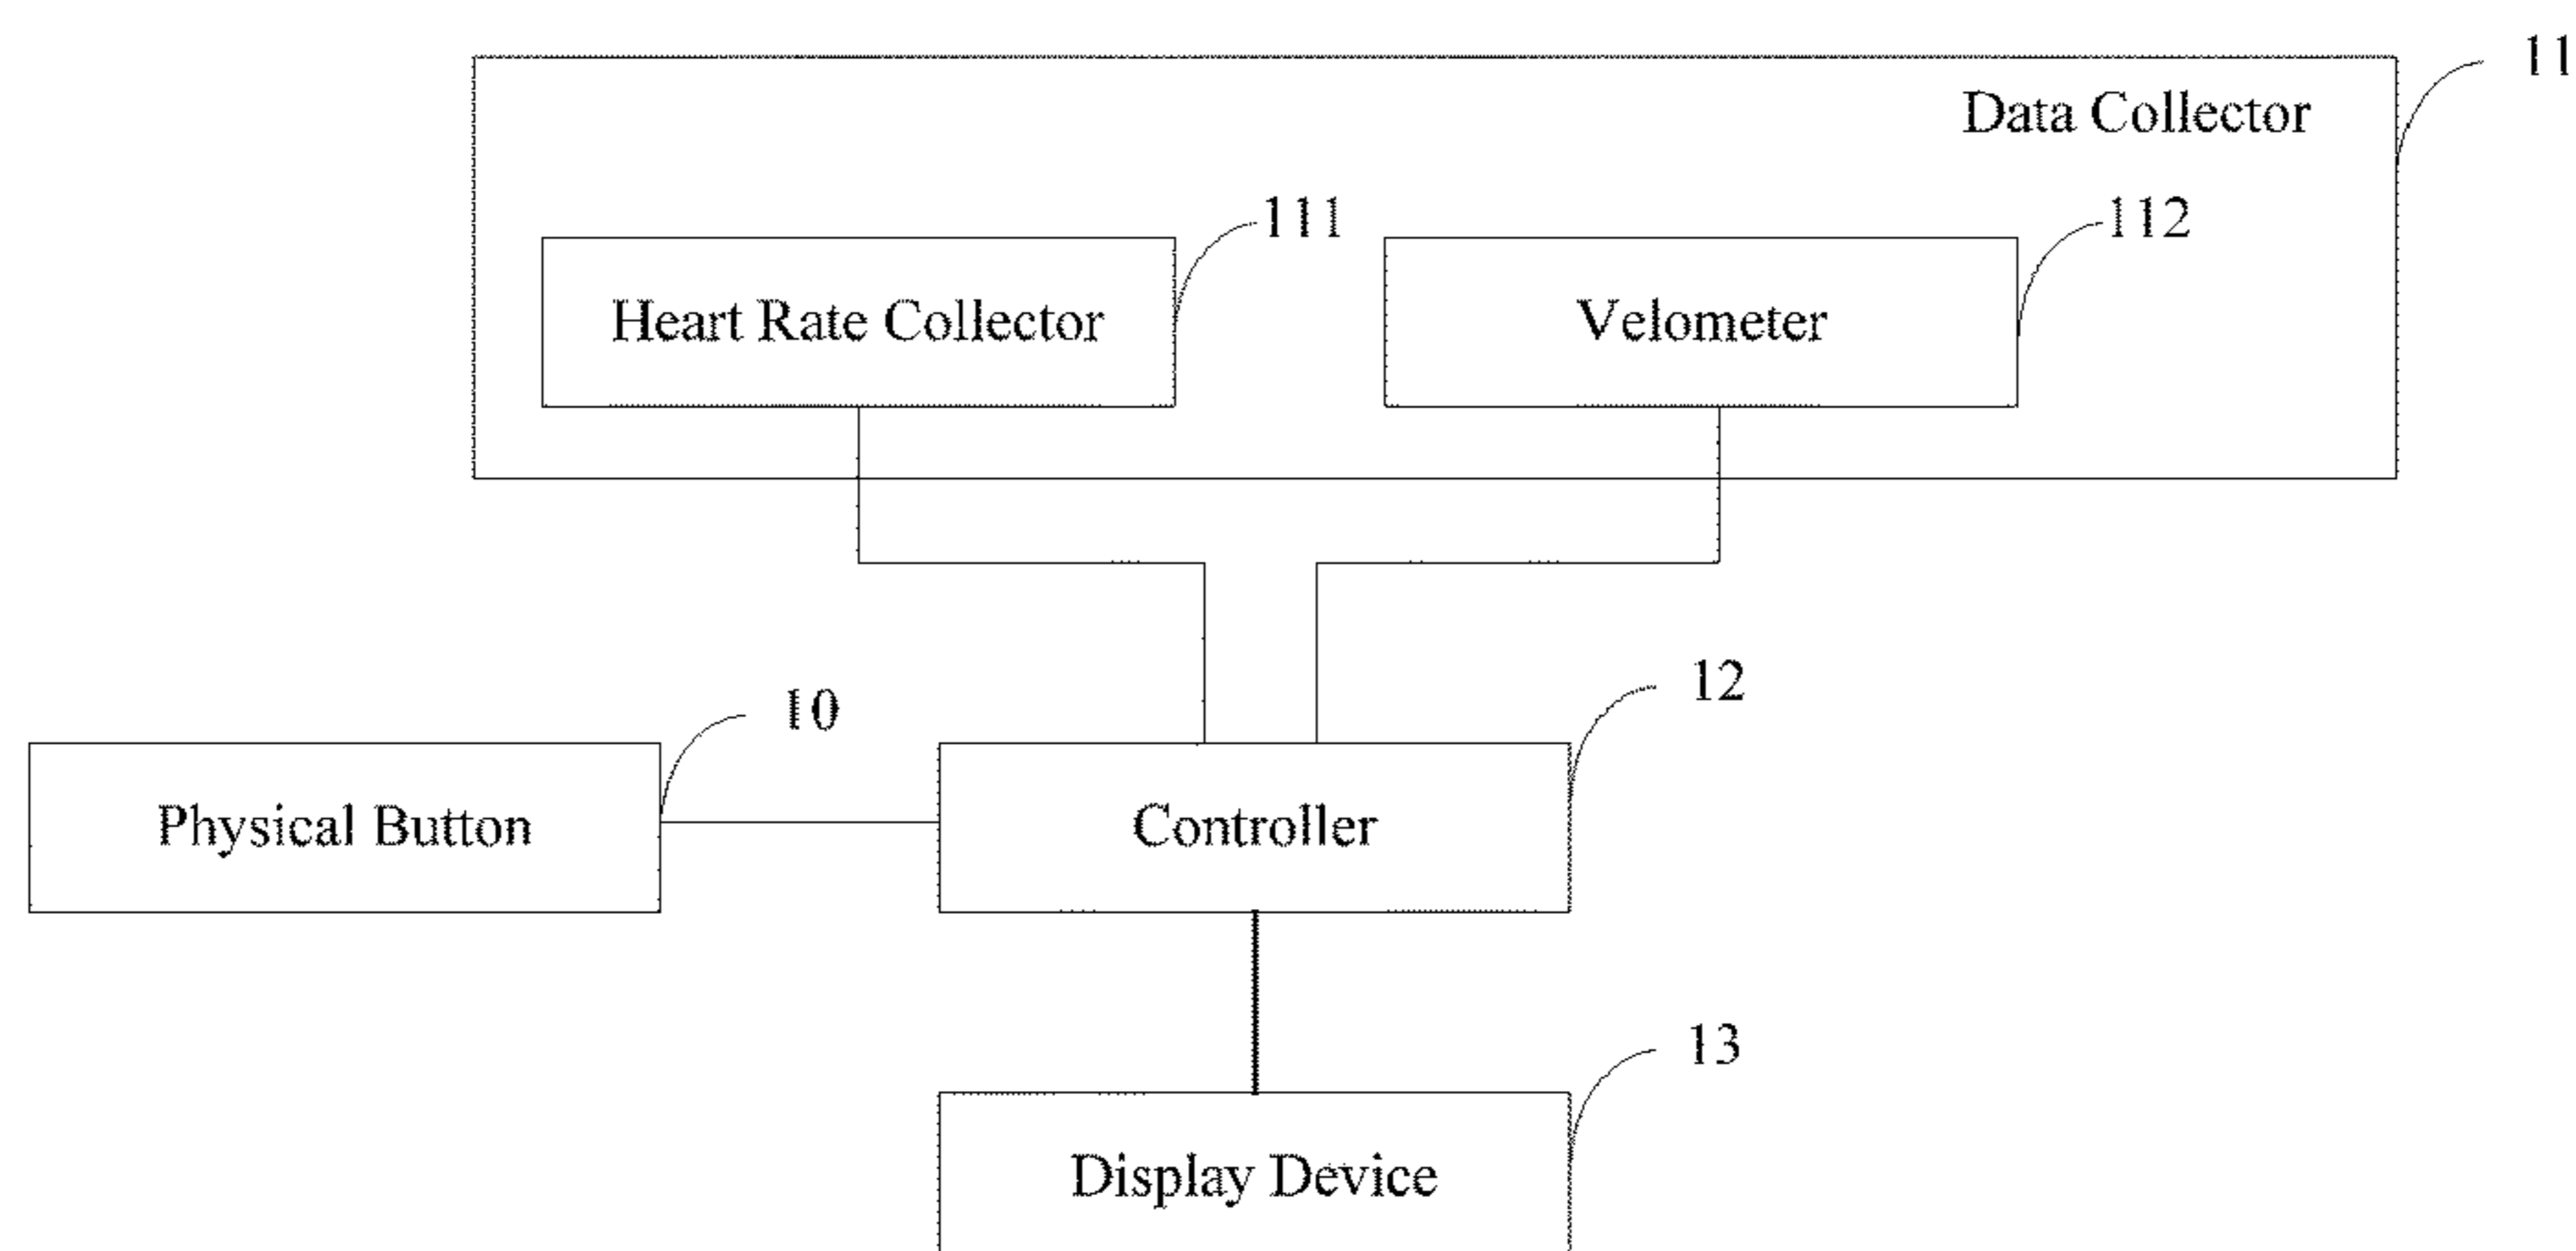 11
Data Collector
111
112
Heart Rate Collector
Velometer
12
10
Physical Button
Controller
13
Display Device